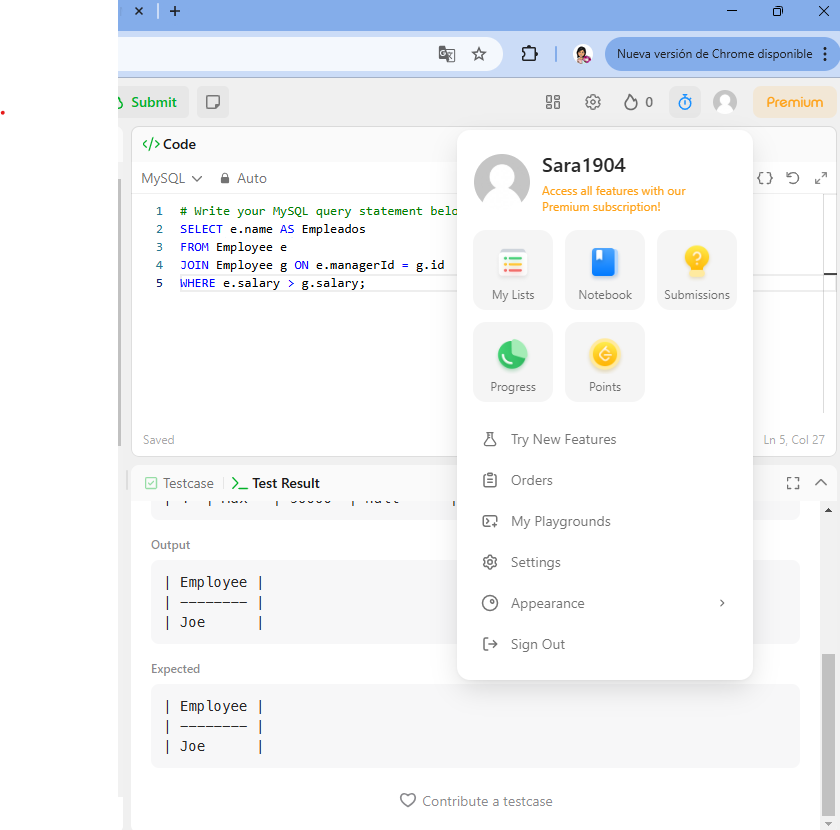 Nueva versión de Chrome disponible
Submit
0
Premium
</> Code
MySQL
Auto
1 # Write your MySQL query statement belo
2 SELECT e.name AS Empleados
3 FROM Employee e
4 JOIN Employee g ON e.managerId = g.id
5 WHERE e.salary > g.salary;
Saved
Ln 5, Col 27
Sara1904
Access all features with our
Premium subscription!
My Lists
Notebook
Submissions
Progress
Points
Try New Features
Orders
My Playgrounds
Settings
Appearance
Sign Out
Testcase
Test Result
Output
| Employee |
| -------- |
| Joe |
Expected
| Employee |
| -------- |
| Joe |
Contribute a testcase